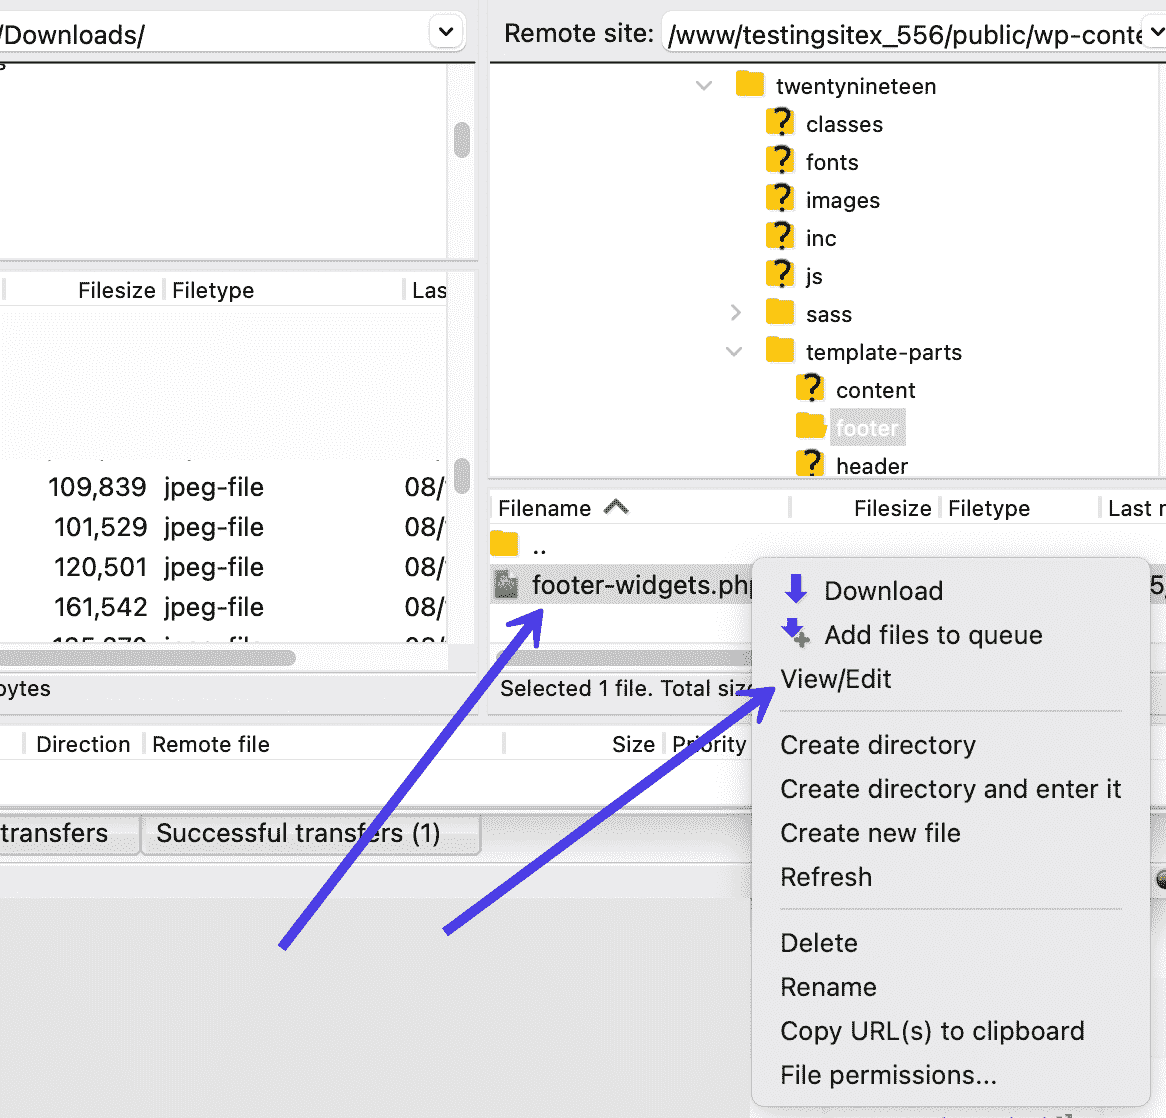 /Downloads/
Remote site: /www/testingsitex_556/public/wp-conte
twentynineteen
classes
fonts
images
inc
js
sass
template-parts
content
footer
header
Filesize Filetype Las
109,839 jpeg-file 08/
101,529 jpeg-file 08/
120,501 jpeg-file 08/
161,542 jpeg-file 08/
Filename Filesize Filetype Last
..
footer-widgets.php
Download
Add files to queue
View/Edit
Create directory
Create directory and enter it
Create new file
Refresh
Delete
Rename
Copy URL(s) to clipboard
File permissions...
bytes
Selected 1 file. Total size
Direction Remote file Size Priority
transfers Successful transfers (1)